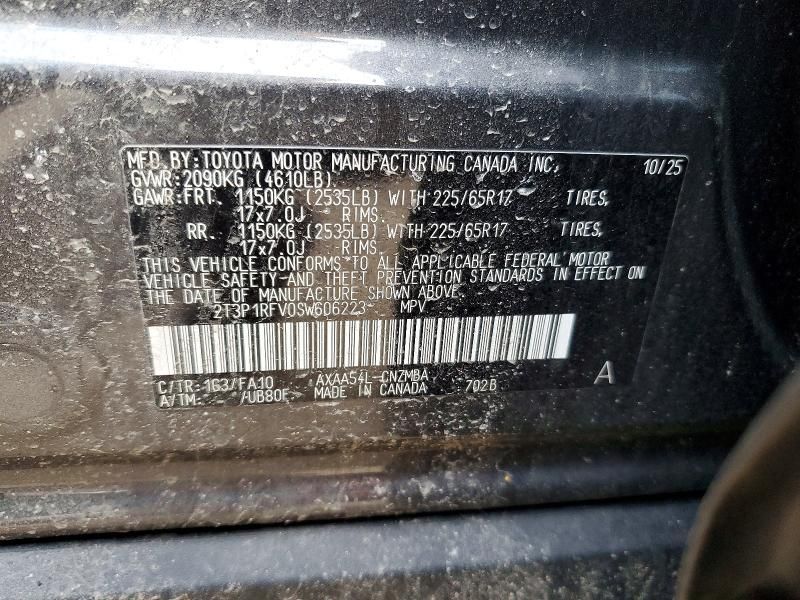 MFD BY: TOYOTA MOTOR MANUFACTURING CANADA INC, 10/25
GVWR: 2090KG (4610LB)
GAWR: FRT. 1150KG (2535LB) WITH 225/65R17 TIRES,
17x7.0J RIMS.
RR. 1150KG (2535LB) WITH 225/65R17 TIRES,
17x7.0J RIMS.
THIS VEHICLE CONFORMS TO ALL APPLICABLE FEDERAL MOTOR
VEHICLE SAFETY AND THEFT PREVENTION STANDARDS IN EFFECT ON
THE DATE OF MANUFACTURE SHOWN ABOVE.
2T3P1RFV0SW606223 MPV
C/TR: 1G3/FA10 AXAA54L-CNZMBA 702B A
A/TM: /UB80F MADE IN CANADA